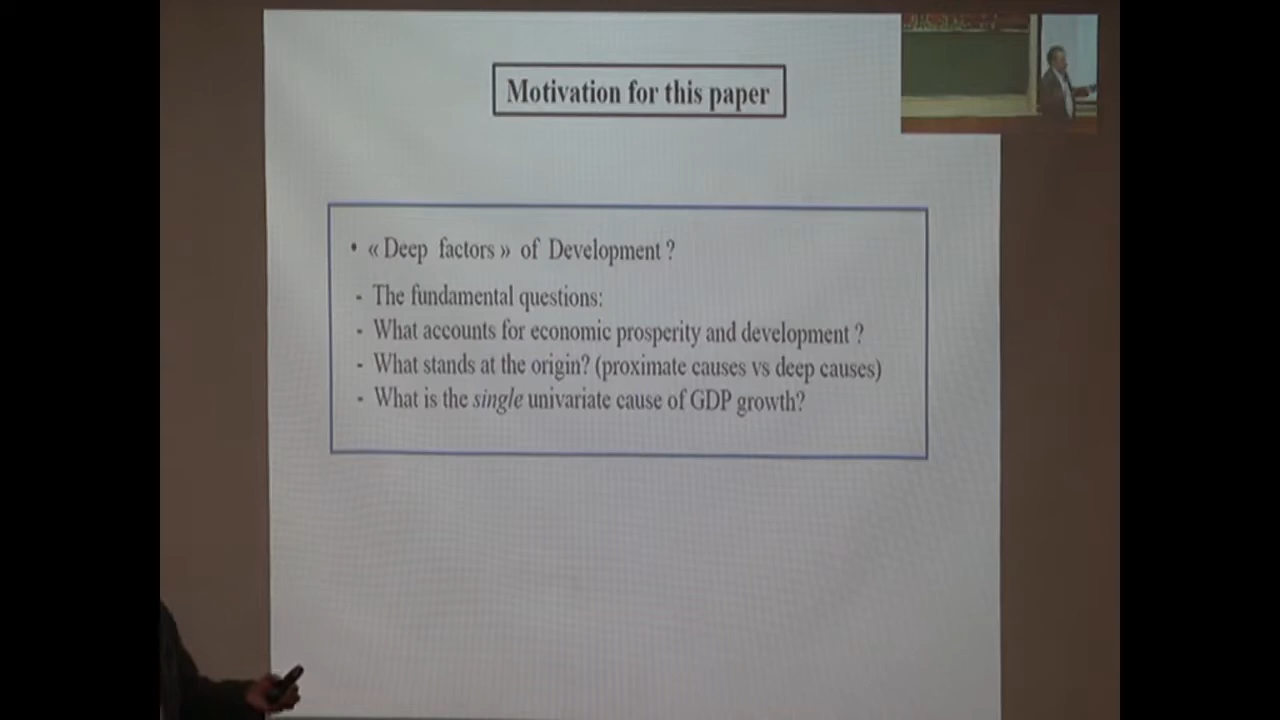 Motivation for this paper
• « Deep factors » of Development ?
- The fundamental questions:
- What accounts for economic prosperity and development ?
- What stands at the origin? (proximate causes vs deep causes)
- What is the single univariate cause of GDP growth?